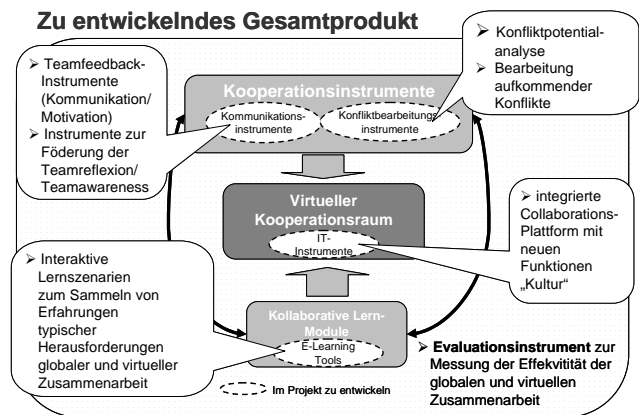 Zu entwickelndes Gesamtprodukt
➢ Teamfeedback-
Instrumente
(Kommunikation/
Motivation)
➢ Instrumente zur
Föderung der
Teamreflexion/
Teamawareness
Kooperationsinstrumente
Kommunikations-
instrumente
Konfliktbearbeitungs
instrumente
➢ Konfliktpotential-
analyse
➢ Bearbeitung
aufkommender
Konflikte
Virtueller
Kooperationsraum
IT-
Instrumente
➢ integrierte
Collaborations-
Plattform mit
neuen
Funktionen
„Kultur“
➢ Interaktive
Lernszenarien
zum Sammeln von
Erfahrungen
typischer
Herausforderungen
globaler und virtueller
Zusammenarbeit
Kollaborative Lern-
Module
E-Learning
Tools
Im Projekt zu entwickeln
➢ Evaluationsinstrument zur
Messung der Effekvitität der
globalen und virtuellen
Zusammenarbeit